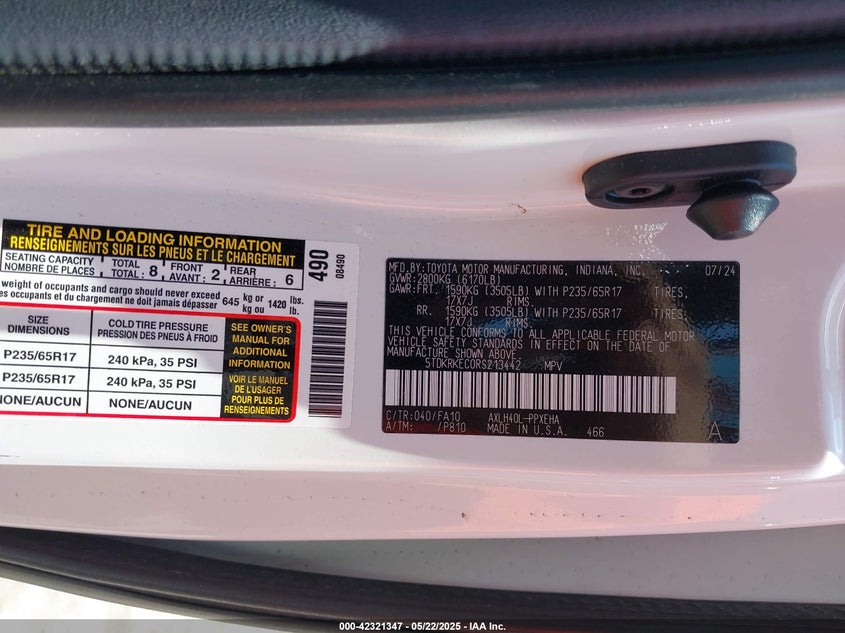 TIRE AND LOADING INFORMATION
RENSEIGNEMENTS SUR LES PNEUS ET LE CHARGEMENT
SEATING CAPACITY
NOMBRE DE PLACES
TOTAL
TOTAL: 8
FRONT
AVANT: 2
REAR
ARRIÈRE: 6
weight of occupants and cargo should never exceed
es occupants et du chargement ne doit jamais dépasser
645 kg or kg ou 1420 lbs. lb.
SIZE
DIMENSIONS
COLD TIRE PRESSURE
PRESSION DES PNEUS À FROID
P235/65R17
240 kPa, 35 PSI
P235/65R17
240 kPa, 35 PSI
NONE/AUCUN
NONE/AUCUN
SEE OWNER'S
MANUAL FOR
ADDITIONAL
INFORMATION
VOIR LE MANUEL
DE L'USAGER
POUR PLUS DE
RENSEIGNEMENTS
490
08490
MFD.BY:TOYOTA MOTOR MANUFACTURING, INDIANA, INC. 07/24
GVWR:2800KG (6170LB)
GAWR:FRT. 1590KG (3505LB) WITH P235/65R17 TIRES,
17X7J RIMS,
RR. 1590KG (3505LB) WITH P235/65R17 TIRES,
17X7J RIMS.
THIS VEHICLE CONFORMS TO ALL APPLICABLE FEDERAL MOTOR
VEHICLE SAFETY STANDARDS IN EFFECT ON THE DATE OF
MANUFACTURE SHOWN ABOVE.
5TDKRKEC0RS213442 MPV
C/TR:040/FA10 AXLH40L-PPXEHA
A/TM: /P810 MADE IN U.S.A. 466 A
000-42321347 - 05/22/2025 - IAA Inc.